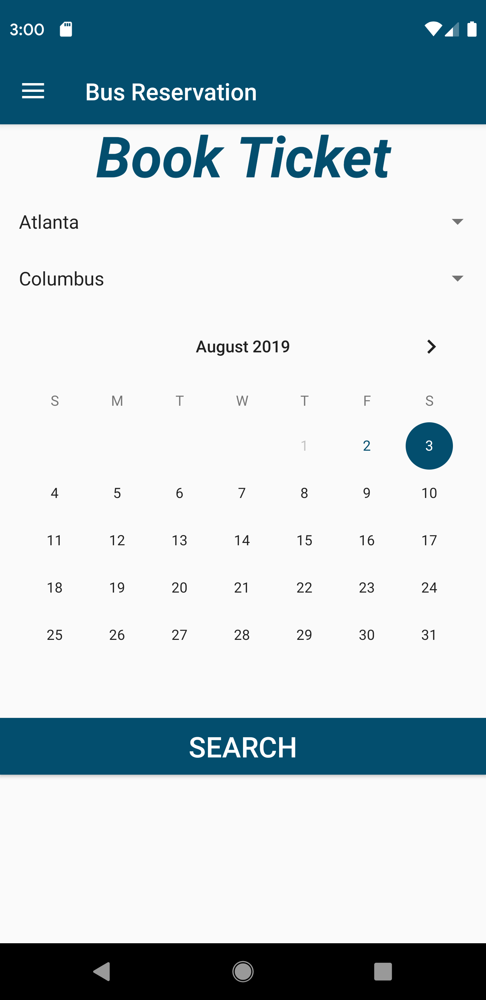 3:00
Bus Reservation
Book Ticket
Atlanta
Columbus
August 2019
S M T W T F S
1 2 3
4 5 6 7 8 9 10
11 12 13 14 15 16 17
18 19 20 21 22 23 24
25 26 27 28 29 30 31
SEARCH